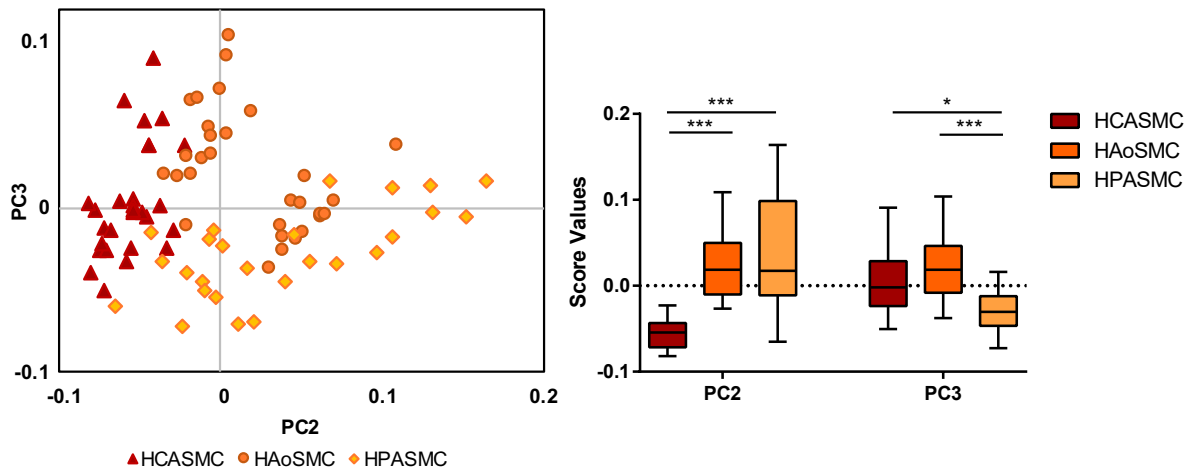 0.1
0
-0.1
PC3
-0.1
0
0.1
0.2
PC2
HCASMC
HAoSMC
HPASMC
0.2
0.1
0.0
-0.1
Score Values
***
***
*
***
PC2
PC3
HCASMC
HAoSMC
HPASMC